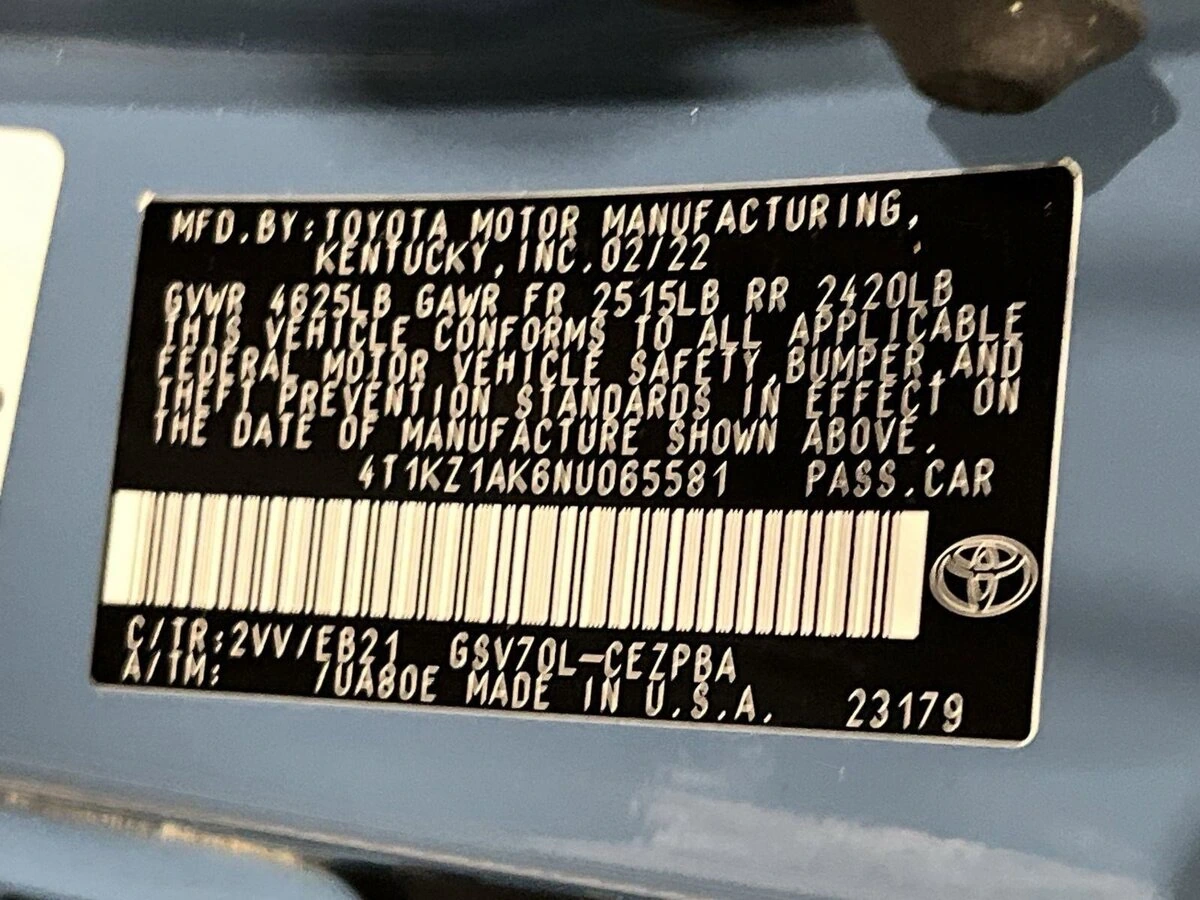 MFD.BY:TOYOTA MOTOR MANUFACTURING,
KENTUCKY,INC.02/22
GVWR 4625LB GAWR FR 2515LB RR 2420LB
THIS VEHICLE CONFORMS TO ALL APPLICABLE
FEDERAL MOTOR VEHICLE SAFETY,BUMPER,AND
THEFT PREVENTION STANDARDS IN EFFECT ON
THE DATE OF MANUFACTURE SHOWN ABOVE.
4T1KZ1AK6NU065581 PASS.CAR
C/TR:2VV/EB21 GSV70L-CEZPBA
A/TM: /UA80E MADE IN U.S.A. 23179